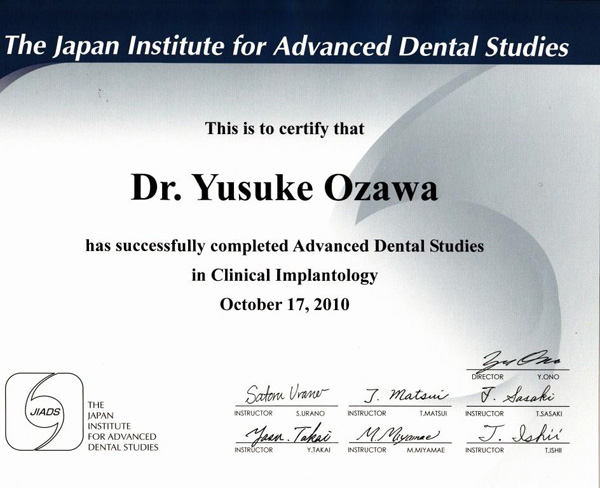 The Japan Institute for Advanced Dental Studies
This is to certify that
Dr. Yusuke Ozawa
has successfully completed Advanced Dental Studies
in Clinical Implantology
October 17, 2010
DIRECTOR Y.ONO
Satoru Urano T. Matsui T. Sasaki
INSTRUCTOR S.URANO INSTRUCTOR T.MATSUI INSTRUCTOR T.SASAKI
Takai M. Miyamae T. Ishii
INSTRUCTOR Y.TAKAI INSTRUCTOR M.MIYAMAE INSTRUCTOR T.ISHII
JIADS
THE
JAPAN
INSTITUTE
FOR ADVANCED
DENTAL STUDIES